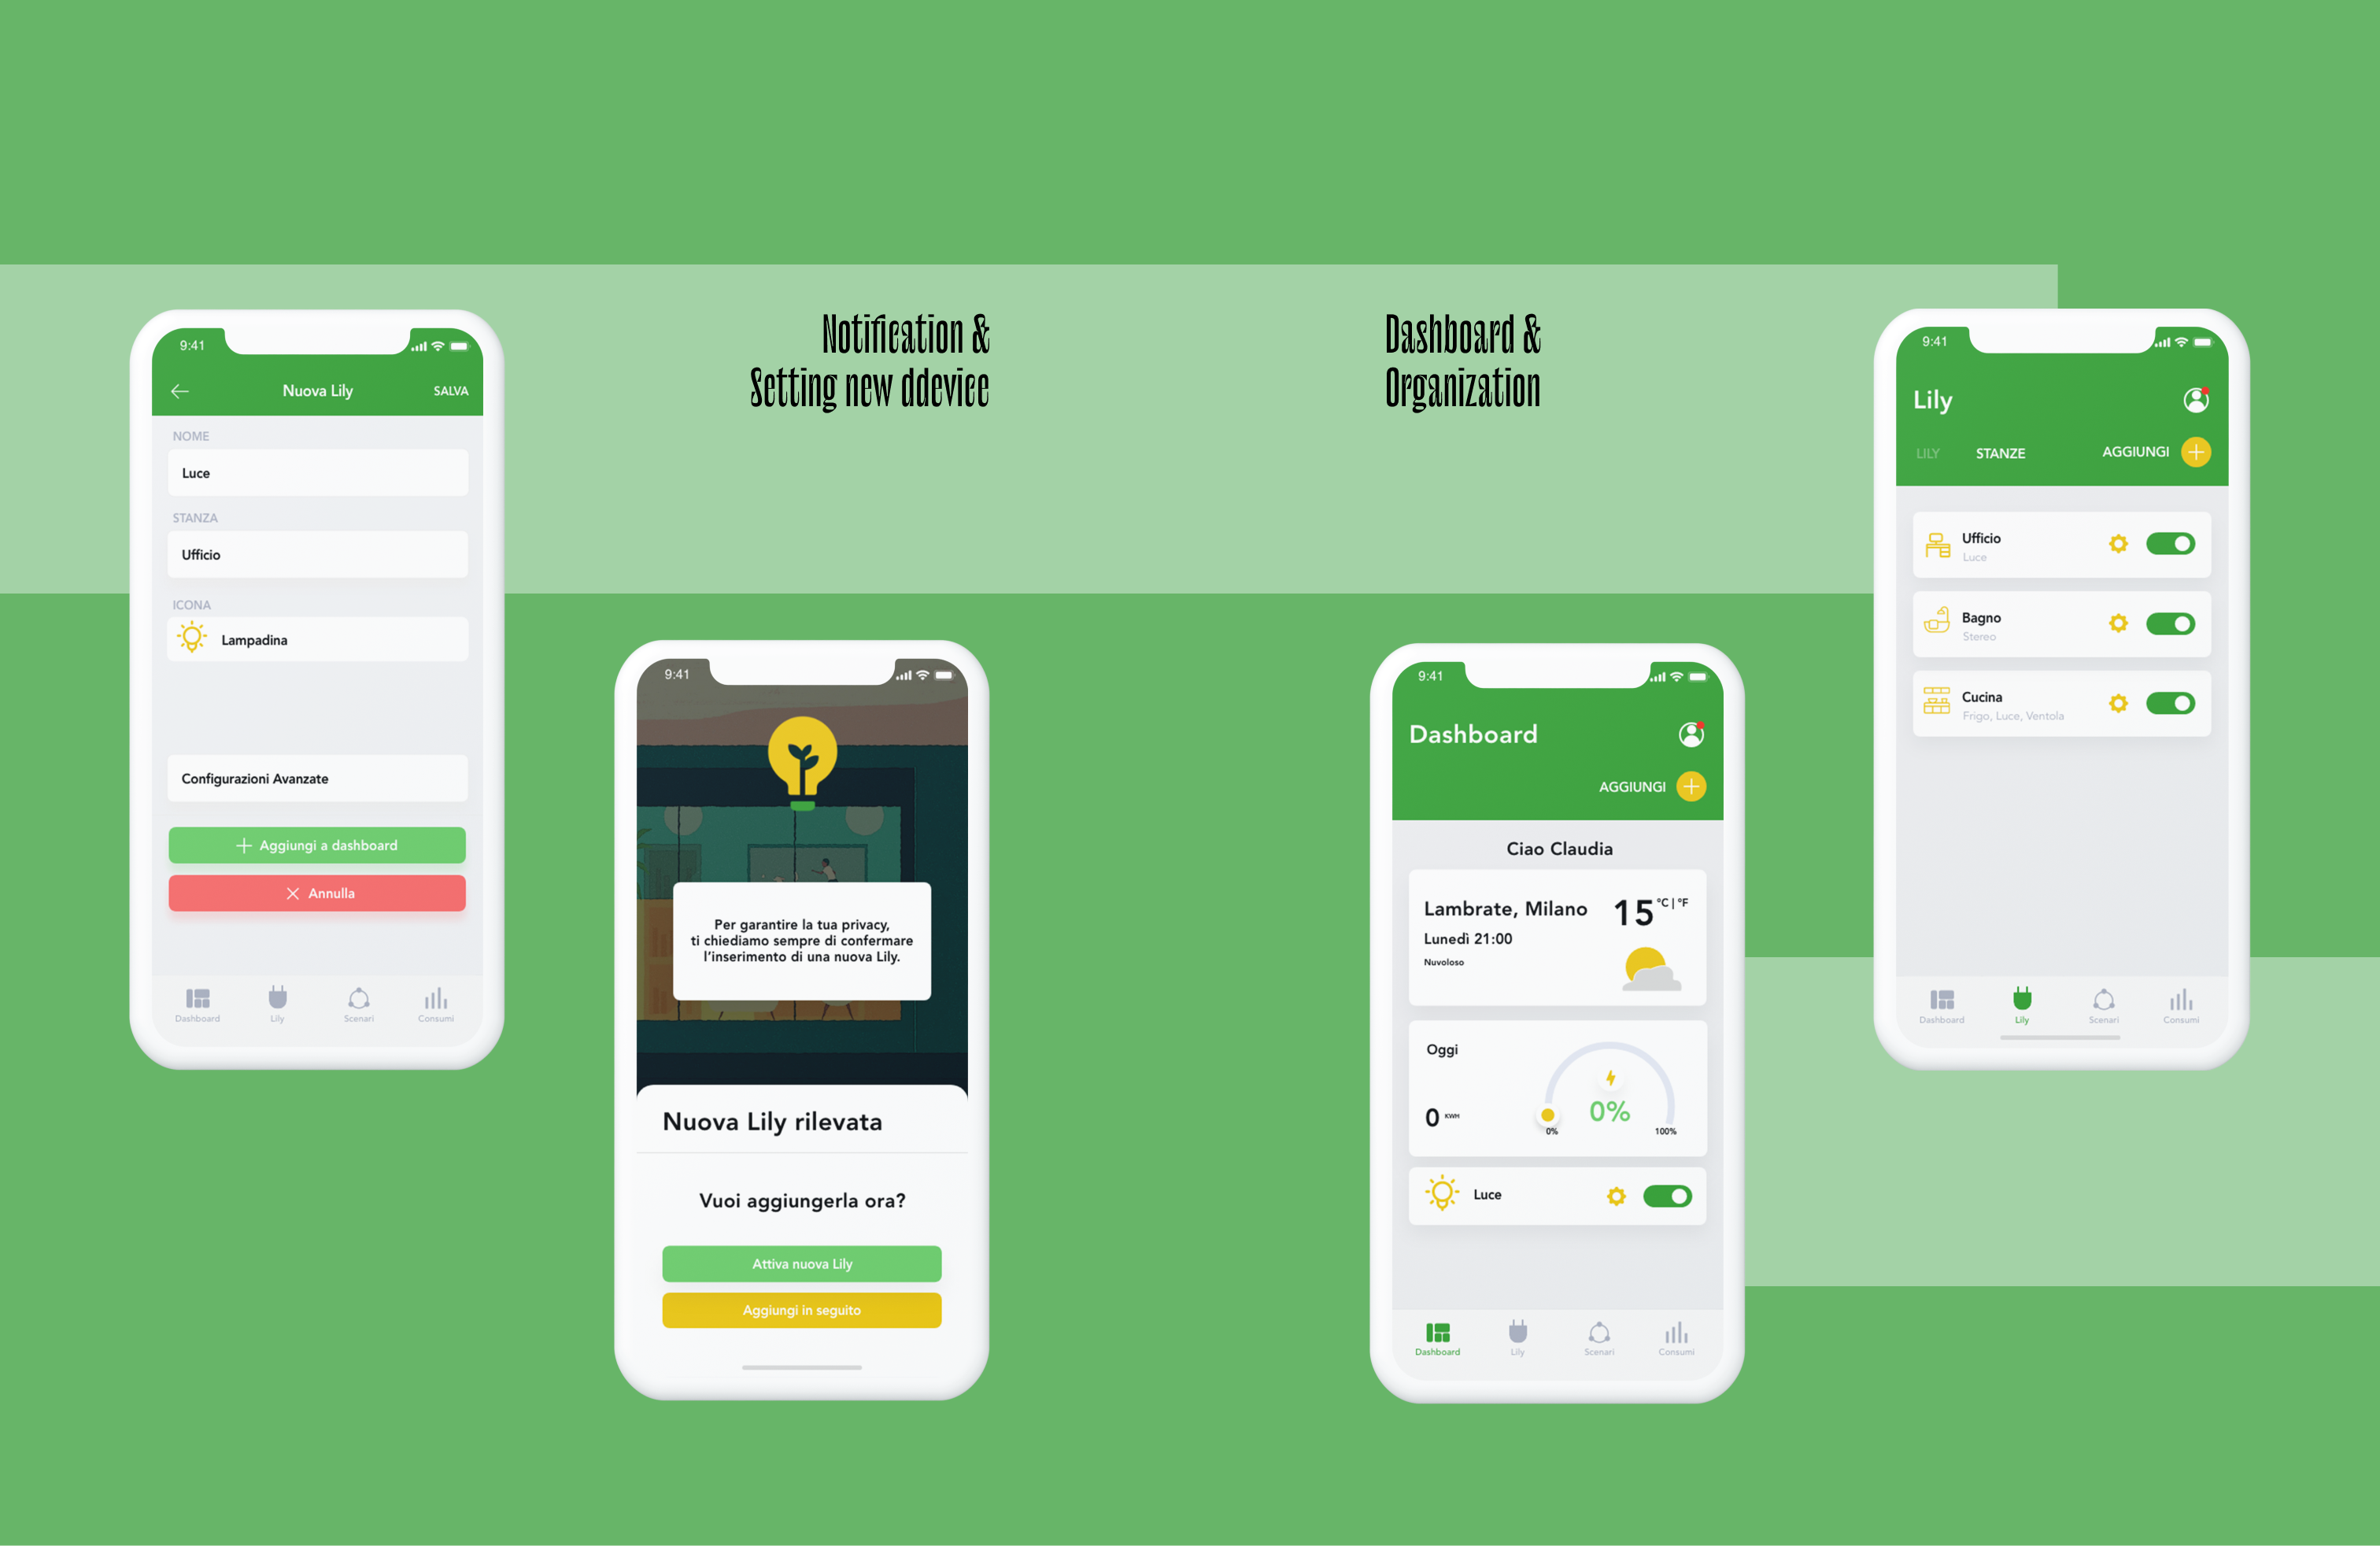 Notification &
Setting new ddevice
Dashboard &
Organization
9:41
Nuova Lily
SALVA
NOME
Luce
STANZA
Ufficio
ICONA
Lampadina
Configurazioni Avanzate
Aggiungi a dashboard
Annulla
Dashboard
Lily
Scenari
Consumi
9:41
Per garantire la tua privacy,
ti chiediamo sempre di confermare
l'inserimento di una nuova Lily.
Nuova Lily rilevata
Vuoi aggiungerla ora?
Attiva nuova Lily
Aggiungi in seguito
9:41
Dashboard
AGGIUNGI
Ciao Claudia
Lambrate, Milano
15 °C | °F
Lunedì 21:00
Nuvoloso
Oggi
0 KWH
0%
0%
100%
Luce
Dashboard
Lily
Scenari
Consumi
9:41
Lily
LILY
STANZE
AGGIUNGI
Ufficio
Luce
Bagno
Stereo
Cucina
Frigo, Luce, Ventola
Dashboard
Lily
Scenari
Consumi